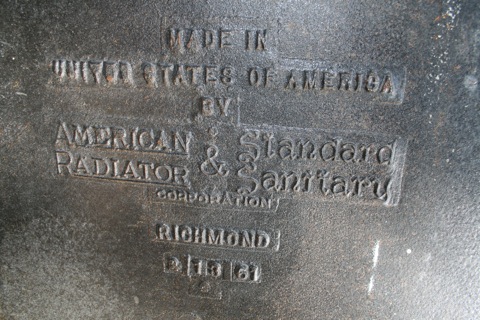 MADE IN
UNITED STATES OF AMERICA
BY
AMERICAN & Standard
RADIATOR Sanitary
CORPORATION
RICHMOND
2 13 61